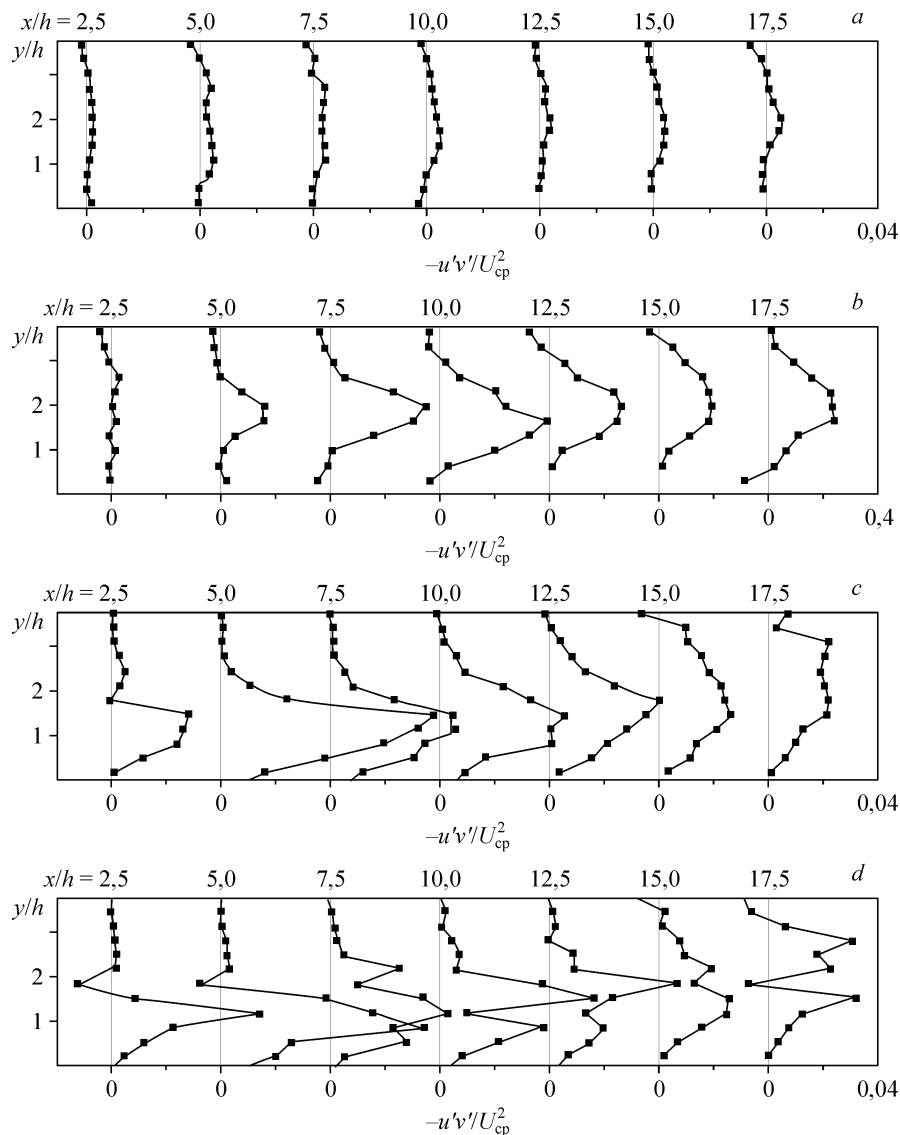 x/h = 2,5 5,0 7,5 10,0 12,5 15,0 17,5 a
y/h
2
1
0 0 0 0 0 0 0 0,04
–u′v′/U²ср
x/h = 2,5 5,0 7,5 10,0 12,5 15,0 17,5 b
y/h
2
1
0 0 0 0 0 0 0 0,4
–u′v′/U²ср
x/h = 2,5 5,0 7,5 10,0 12,5 15,0 17,5 c
y/h
2
1
0 0 0 0 0 0 0 0,04
–u′v′/U²ср
x/h = 2,5 5,0 7,5 10,0 12,5 15,0 17,5 d
y/h
2
1
0 0 0 0 0 0 0 0,04
–u′v′/U²ср